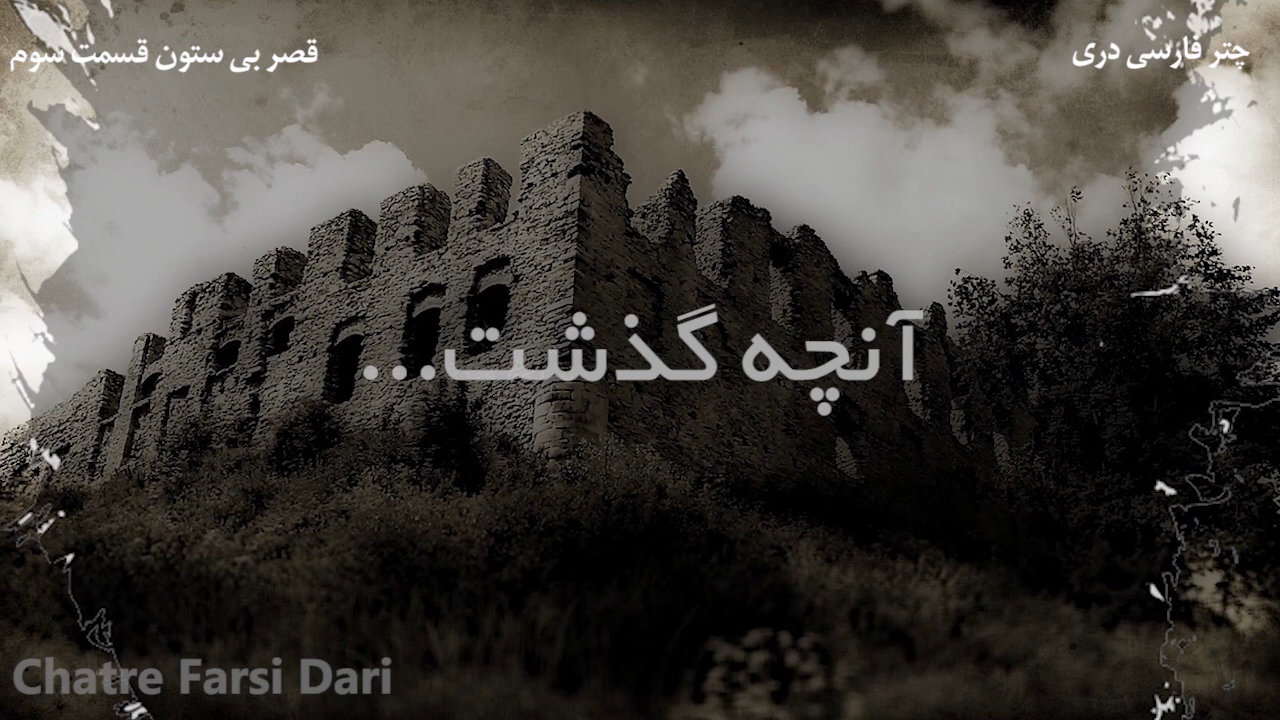 چتر فارسی دری
قصر بی ستون قسمت سوم
آنچه گذشت...
Chatre Farsi Dari